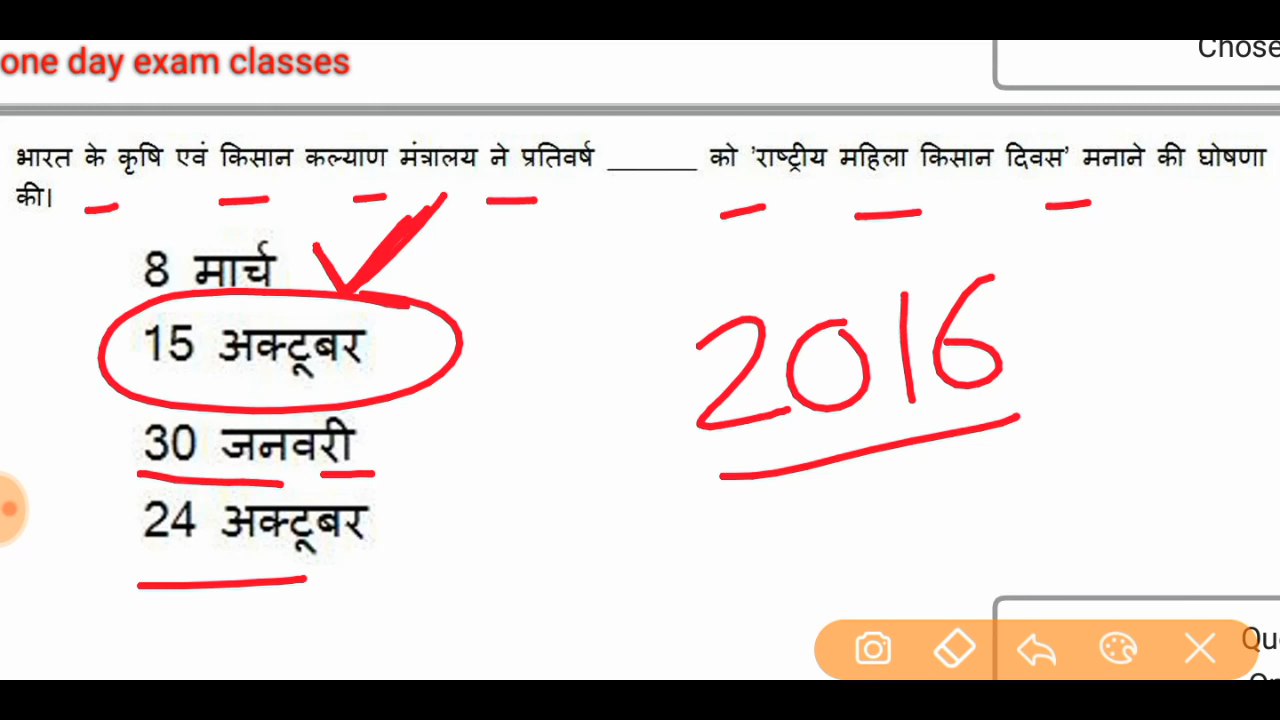 one day exam classes
Chose
भारत के कृषि एवं किसान कल्याण मंत्रालय ने प्रतिवर्ष ______ को 'राष्ट्रीय महिला किसान दिवस' मनाने की घोषणा
की।
8 मार्च
15 अक्टूबर
2016
30 जनवरी
24 अक्टूबर
Qu